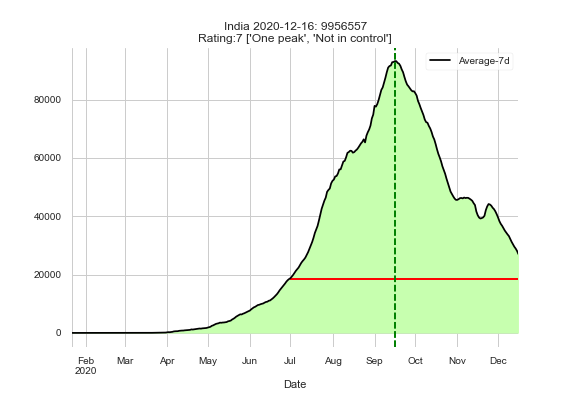 India 2020-12-16: 9956557
Rating:7 ['One peak', 'Not in control']
Average-7d
80000
60000
40000
20000
0
Feb Mar Apr May Jun Jul Aug Sep Oct Nov Dec
2020
Date